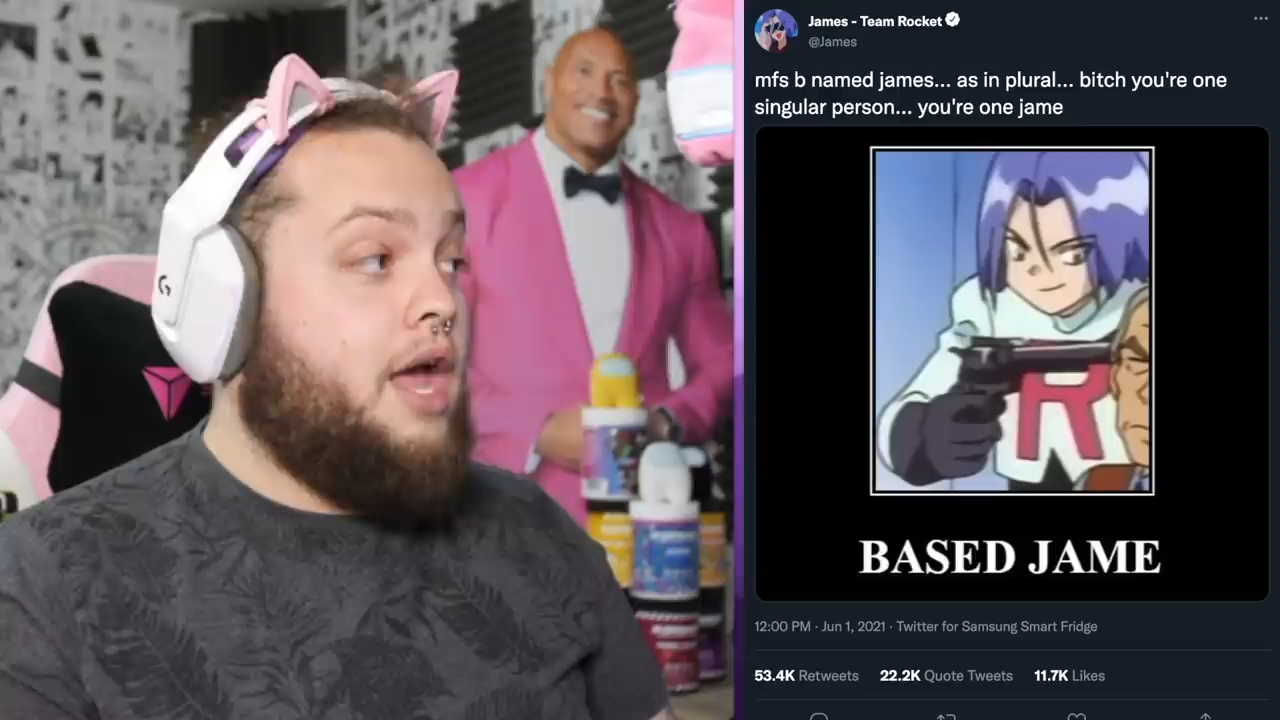 James - Team Rocket
@James
mfs b named james... as in plural... bitch you're one
singular person... you're one jame
R
BASED JAME
12:00 PM · Jun 1, 2021 · Twitter for Samsung Smart Fridge
53.4K Retweets 22.2K Quote Tweets 11.7K Likes